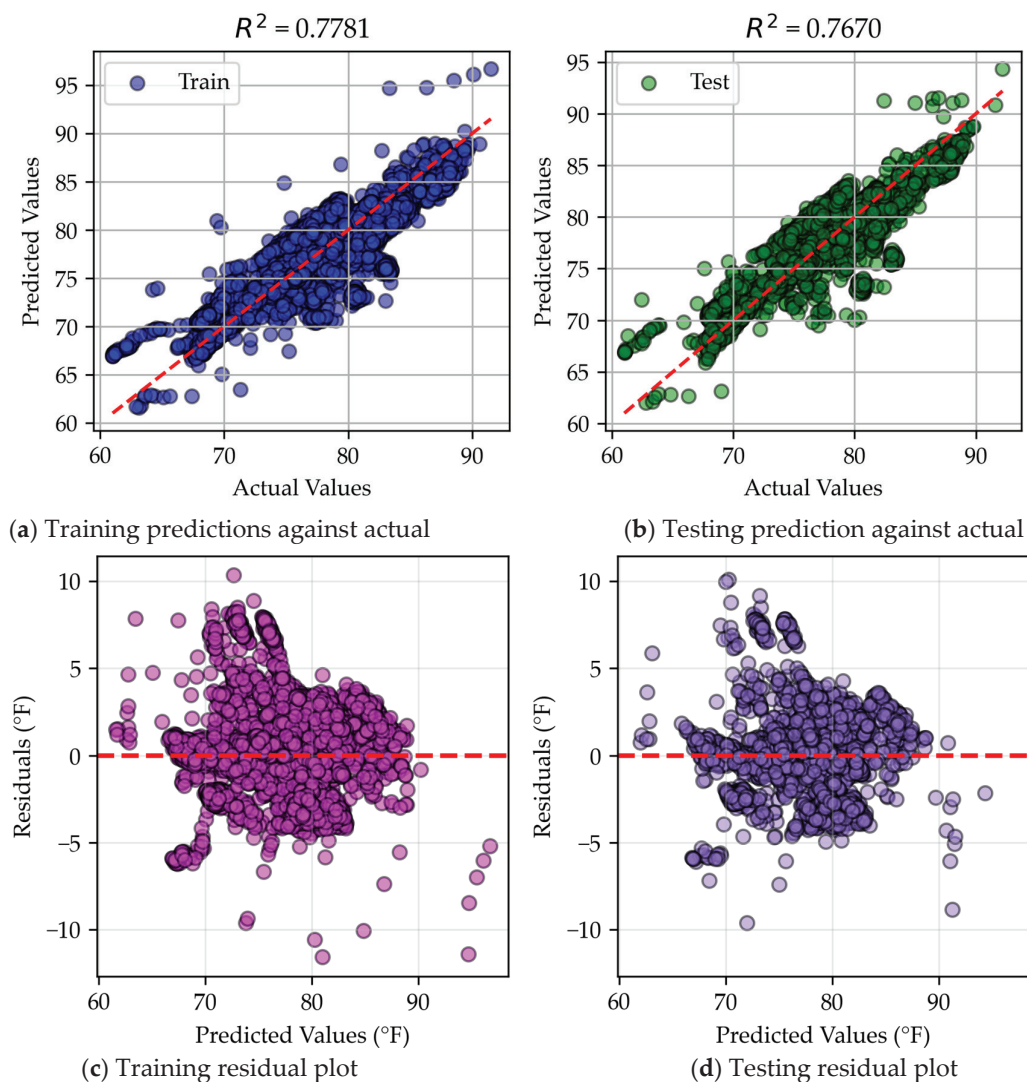 R² = 0.7781
Train
95
90
85
80
75
70
65
60
60 70 80 90
Predicted Values
Actual Values
R² = 0.7670
Test
95
90
85
80
75
70
65
60
60 70 80 90
Predicted Values
Actual Values
(a) Training predictions against actual
(b) Testing prediction against actual
10
5
0
−5
−10
60 70 80 90
Residuals (°F)
Predicted Values (°F)
10
5
0
−5
−10
60 70 80 90
Residuals (°F)
Predicted Values (°F)
(c) Training residual plot
(d) Testing residual plot